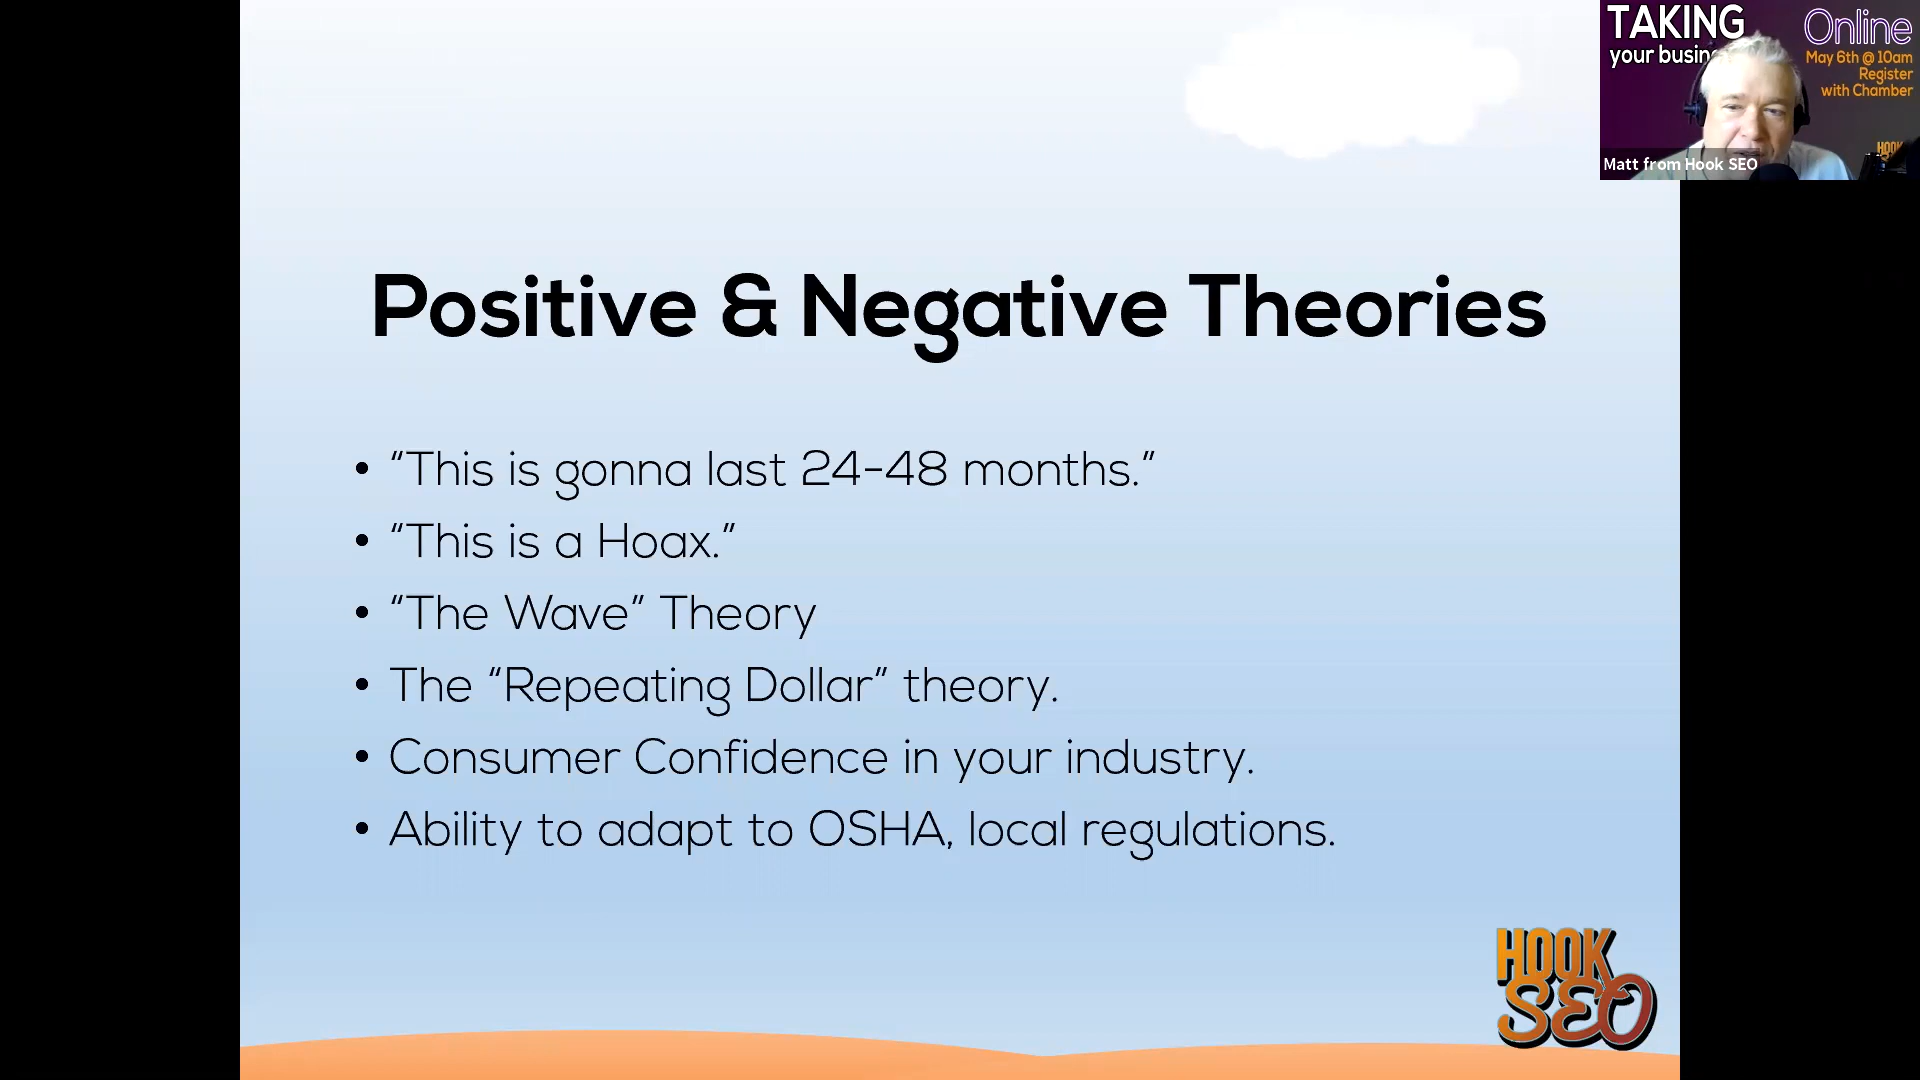 TAKING
your busin
Online
May 6th @ 10am
Register
with Chamber
HOOK
Matt from Hook SEO
Positive & Negative Theories
• “This is gonna last 24-48 months.”
• “This is a Hoax.”
• “The Wave” Theory
• The “Repeating Dollar” theory.
• Consumer Confidence in your industry.
• Ability to adapt to OSHA, local regulations.
HOOK
SEO